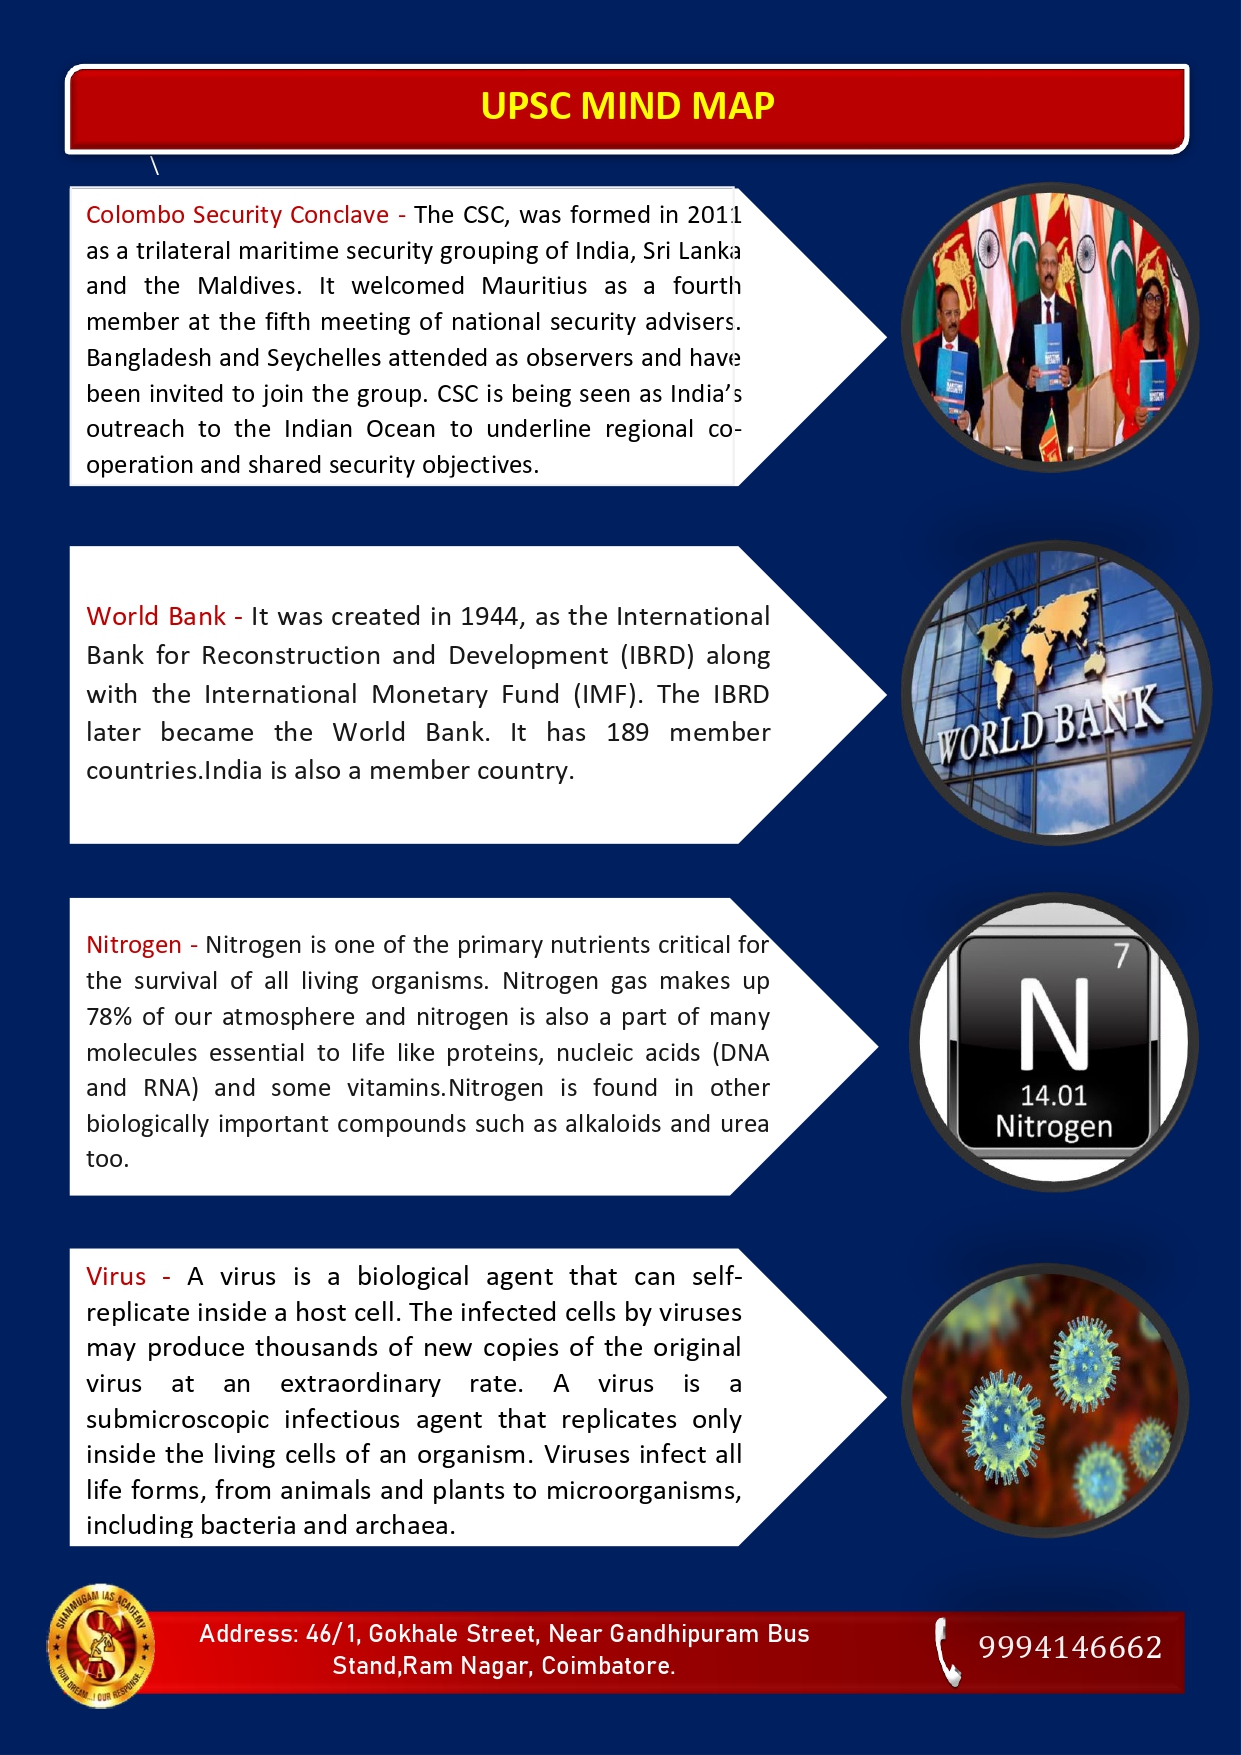 UPSC MIND MAP
\
Colombo Security Conclave - The CSC, was formed in 2011
as a trilateral maritime security grouping of India, Sri Lanka
and the Maldives. It welcomed Mauritius as a fourth
member at the fifth meeting of national security advisers.
Bangladesh and Seychelles attended as observers and have
been invited to join the group. CSC is being seen as India’s
outreach to the Indian Ocean to underline regional co-
operation and shared security objectives.
World Bank - It was created in 1944, as the International
Bank for Reconstruction and Development (IBRD) along
with the International Monetary Fund (IMF). The IBRD
later became the World Bank. It has 189 member
countries.India is also a member country.
WORLD BANK
Nitrogen - Nitrogen is one of the primary nutrients critical for
the survival of all living organisms. Nitrogen gas makes up
78% of our atmosphere and nitrogen is also a part of many
molecules essential to life like proteins, nucleic acids (DNA
and RNA) and some vitamins.Nitrogen is found in other
biologically important compounds such as alkaloids and urea
too.
7
N
14.01
Nitrogen
Virus - A virus is a biological agent that can self-
replicate inside a host cell. The infected cells by viruses
may produce thousands of new copies of the original
virus at an extraordinary rate. A virus is a
submicroscopic infectious agent that replicates only
inside the living cells of an organism. Viruses infect all
life forms, from animals and plants to microorganisms,
including bacteria and archaea.
SHANMUGAM IAS ACADEMY
SIA
YOUR DREAM...! OUR RESPONSE...!
Address: 46/1, Gokhale Street, Near Gandhipuram Bus
Stand,Ram Nagar, Coimbatore.
9994146662